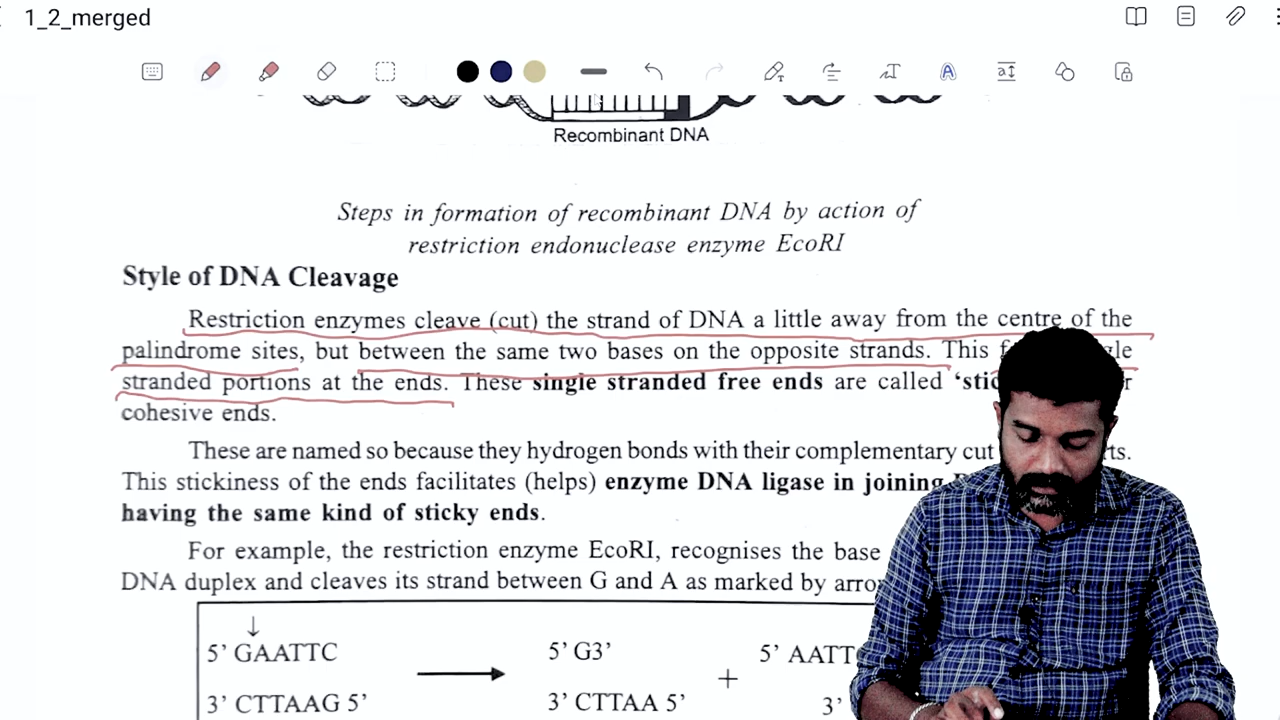 1_2_merged
Recombinant DNA
Steps in formation of recombinant DNA by action of
restriction endonuclease enzyme EcoRI
Style of DNA Cleavage
Restriction enzymes cleave (cut) the strand of DNA a little away from the centre of the
palindrome sites, but between the same two bases on the opposite strands. This
stranded portions at the ends. These single stranded free ends are called
cohesive ends.
These are named so because they hydrogen bonds with their complementary cut
This stickiness of the ends facilitates (helps) enzyme DNA ligase in joining
having the same kind of sticky ends.
For example, the restriction enzyme EcoRI, recognises the base
DNA duplex and cleaves its strand between G and A as marked by
↓
5’ GAATTC 5’ G3’ 5’
→ +
3’ CTTAAG 5’ 3’ CTTAA 5’ 3’